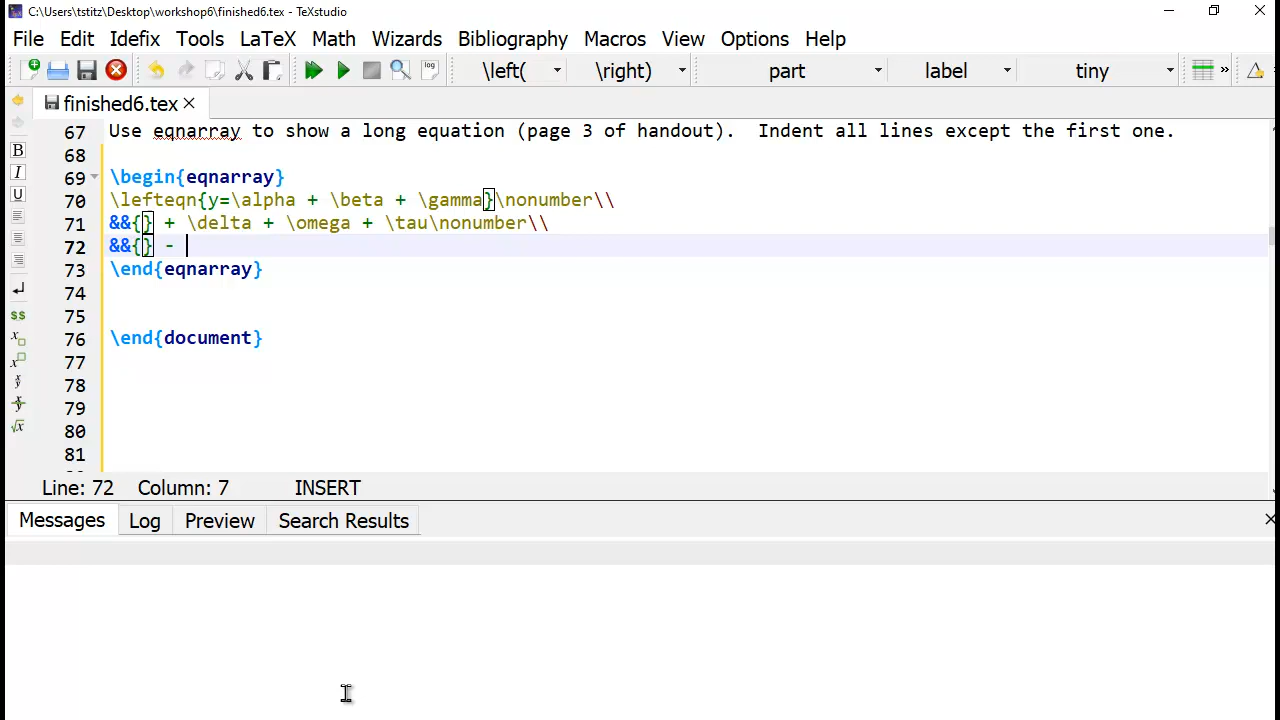 C:\Users\tstitz\Desktop\workshop6\finished6.tex - TeXstudio
File Edit Idefix Tools LaTeX Math Wizards Bibliography Macros View Options Help
\left( \right) part label tiny
finished6.tex
67 Use eqnarray to show a long equation (page 3 of handout). Indent all lines except the first one.
68
69 \begin{eqnarray}
70 \lefteqn{y=\alpha + \beta + \gamma}\nonumber\\
71 &&{} + \delta + \omega + \tau\nonumber\\
72 &&{} -
73 \end{eqnarray}
74
75
76 \end{document}
77
78
79
80
81
Line: 72 Column: 7 INSERT
Messages Log Preview Search Results